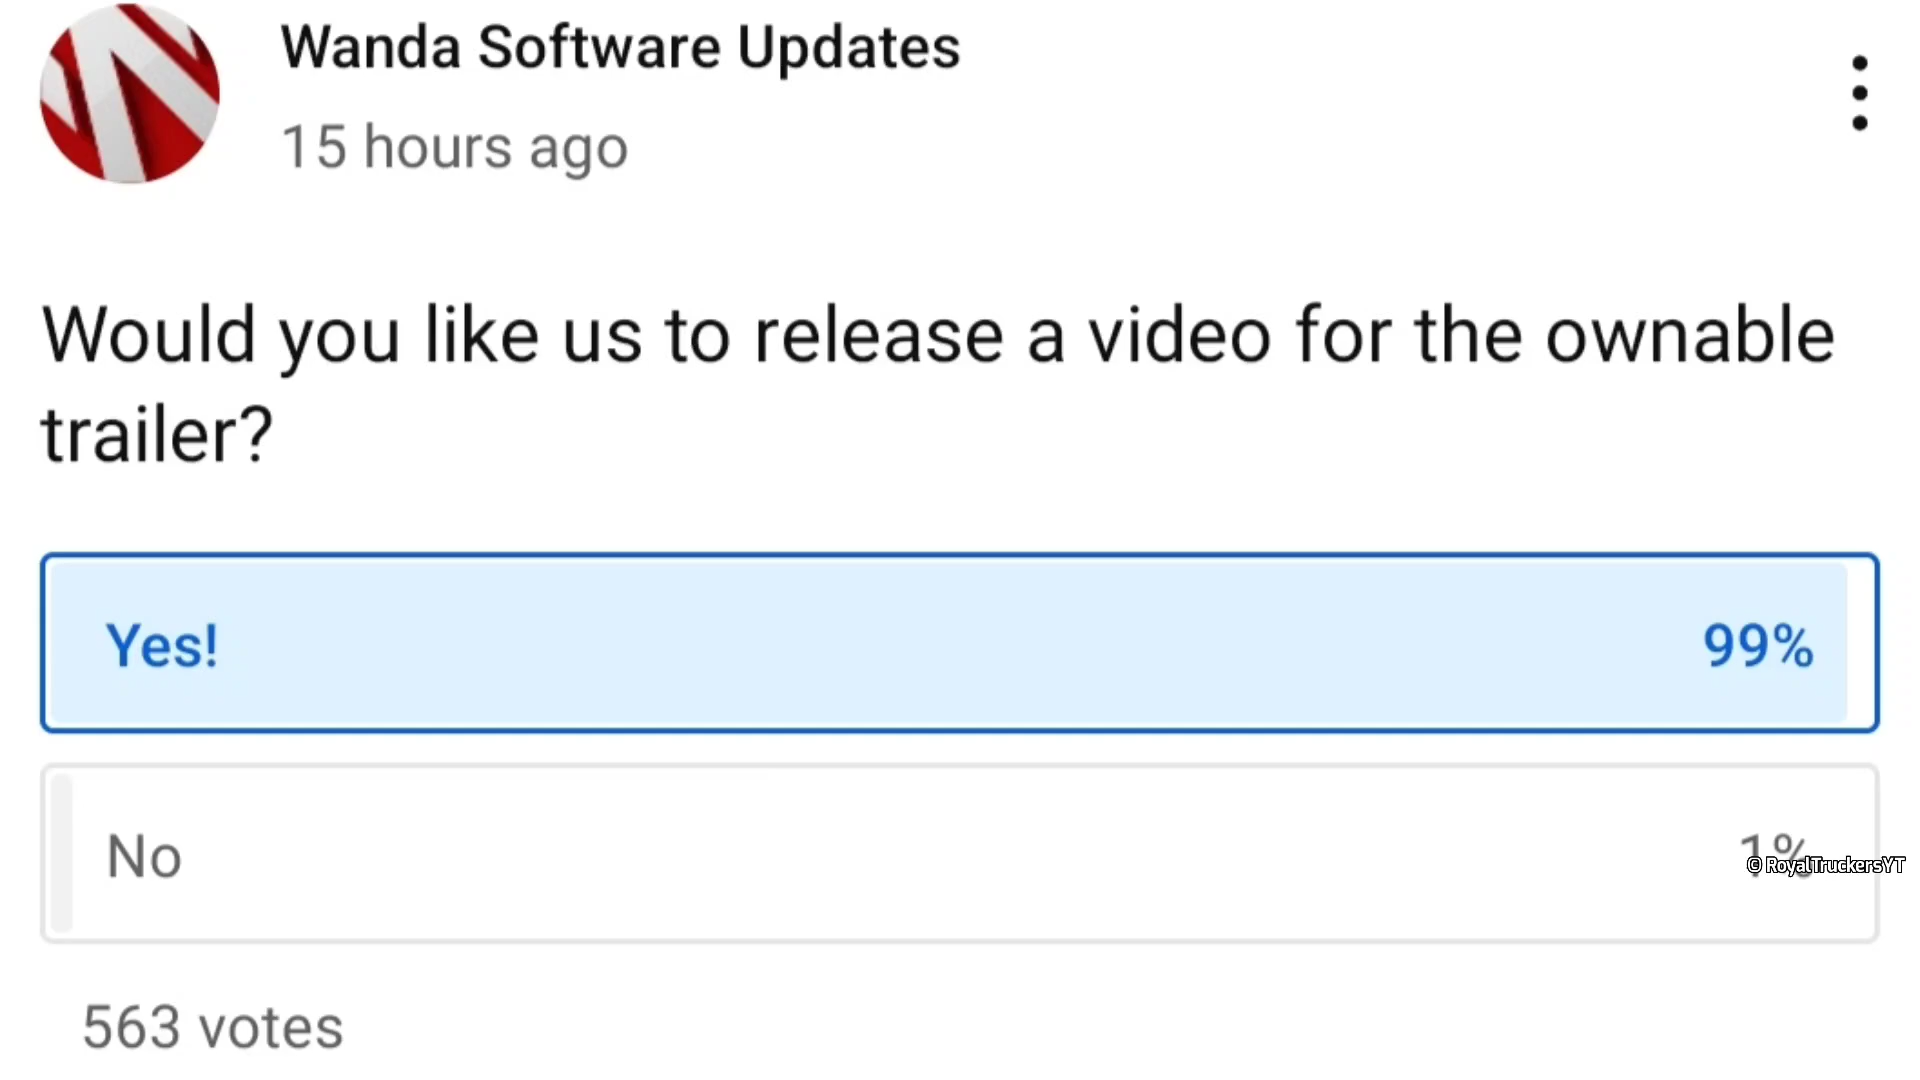 Wanda Software Updates
15 hours ago
Would you like us to release a video for the ownable
trailer?
Yes! 99%
No 1%
© RoyalTruckersYT
563 votes